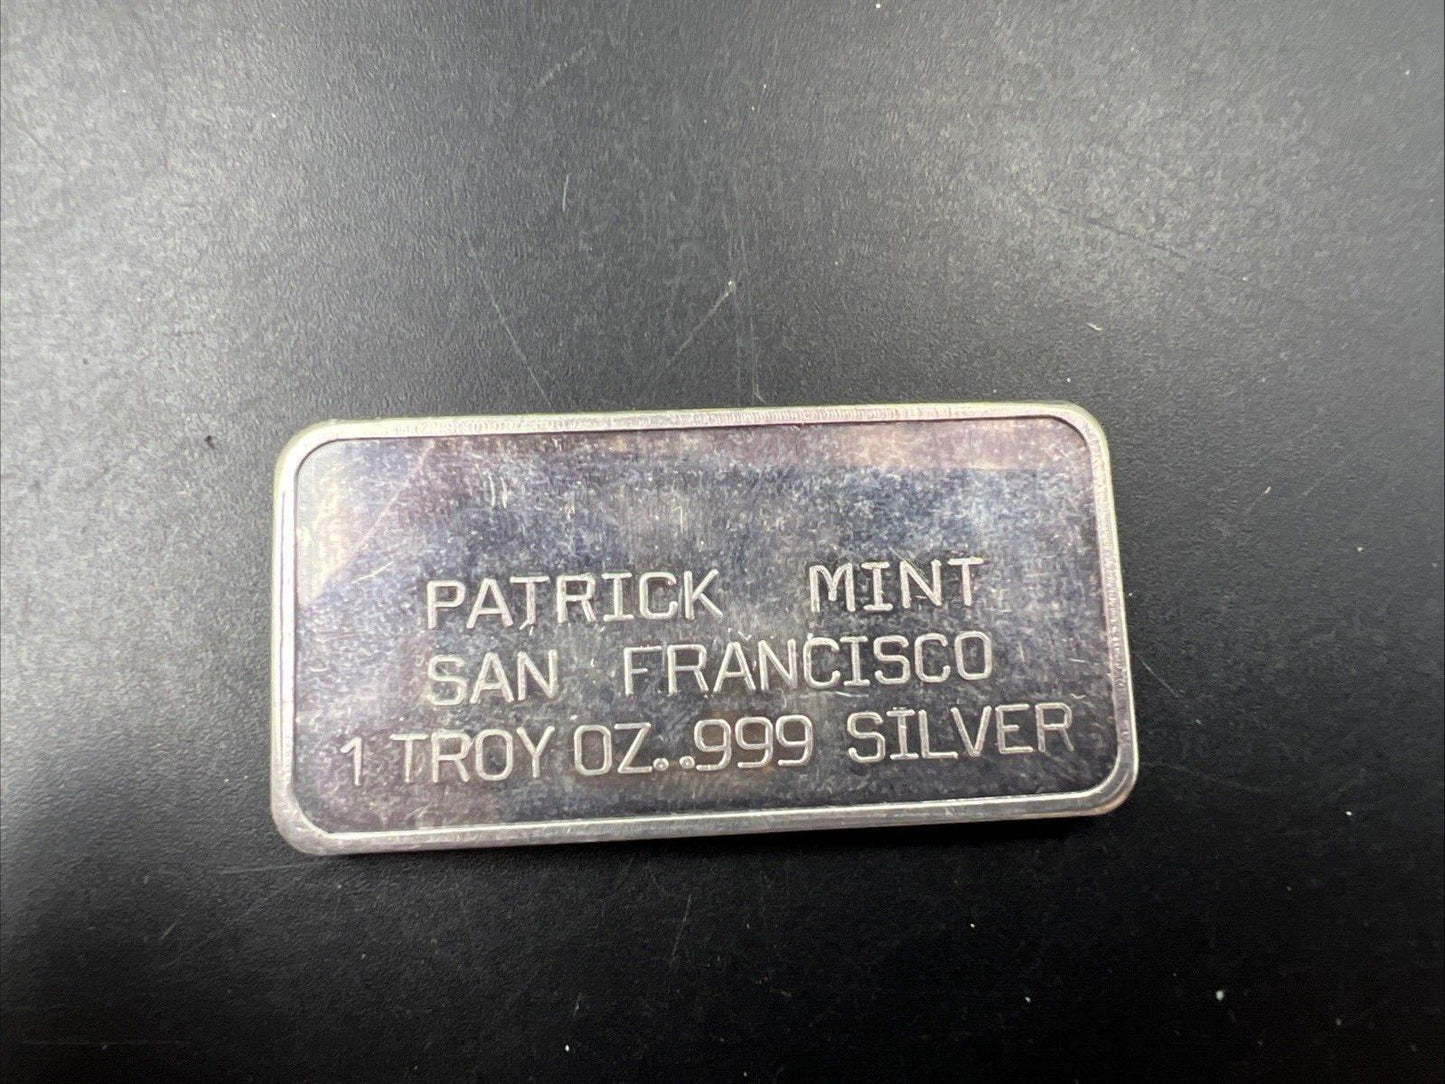 PATRICK MINT
SAN FRANCISCO
1 TROY OZ..999 SILVER